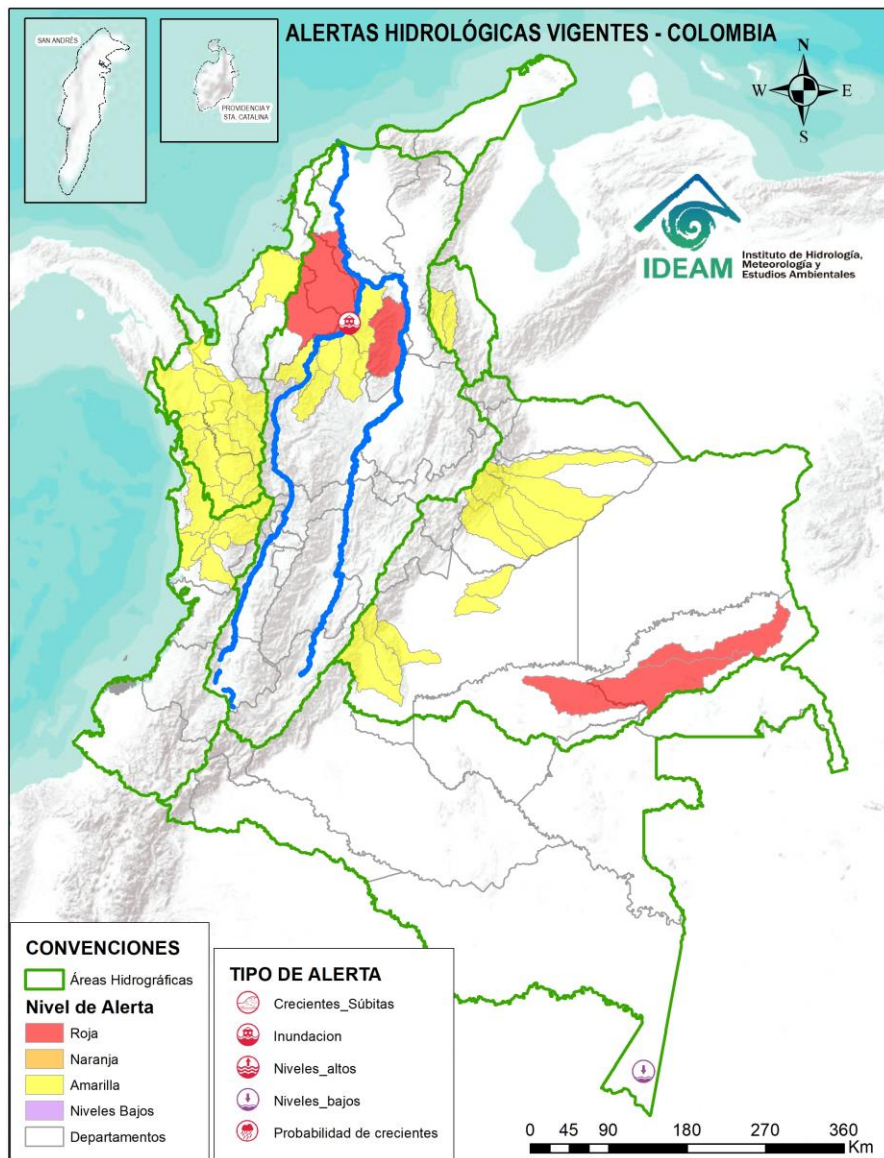 ALERTAS HIDROLÓGICAS VIGENTES - COLOMBIA
SAN ANDRÉS
PROVIDENCIA Y
STA. CATALINA
N
W
E
S
IDEAM
Instituto de Hidrología,
Meteorología y
Estudios Ambientales
CONVENCIONES
Áreas Hidrográficas
Nivel de Alerta
Roja
Naranja
Amarilla
Niveles Bajos
Departamentos
TIPO DE ALERTA
Crecientes_Súbitas
Inundacion
Niveles_altos
Niveles_bajos
Probabilidad de crecientes
0 45 90 180 270 360
Km